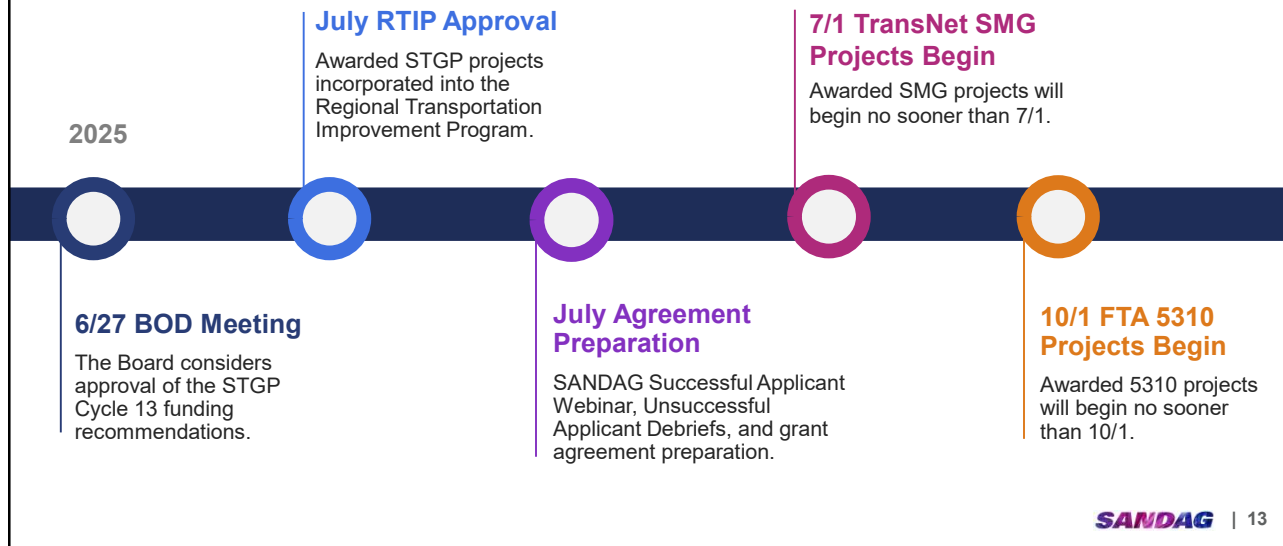 2025
6/27 BOD Meeting
The Board considers
approval of the STGP
Cycle 13 funding
recommendations.
July RTIP Approval
Awarded STGP projects
incorporated into the
Regional Transportation
Improvement Program.
July Agreement
Preparation
SANDAG Successful Applicant
Webinar, Unsuccessful
Applicant Debriefs, and grant
agreement preparation.
7/1 TransNet SMG
Projects Begin
Awarded SMG projects will
begin no sooner than 7/1.
10/1 FTA 5310
Projects Begin
Awarded 5310 projects
will begin no sooner
than 10/1.
SANDAG | 13